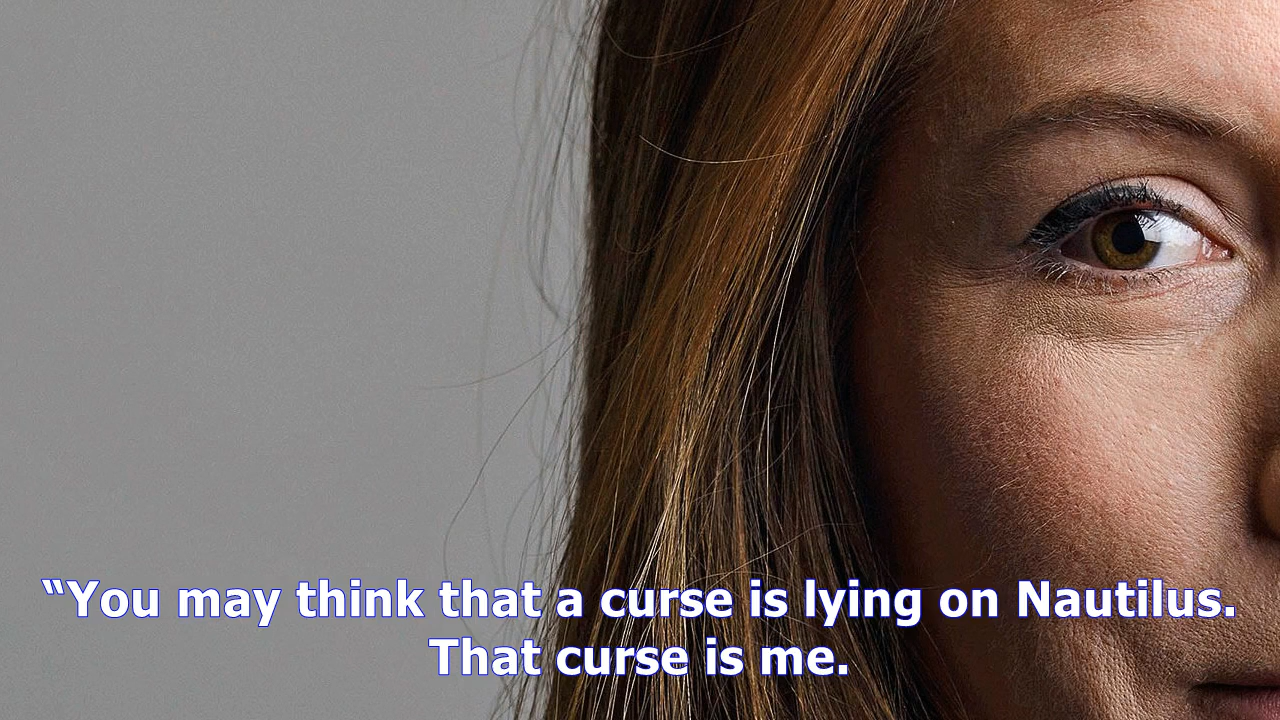 “You may think that a curse is lying on Nautilus.
That curse is me.